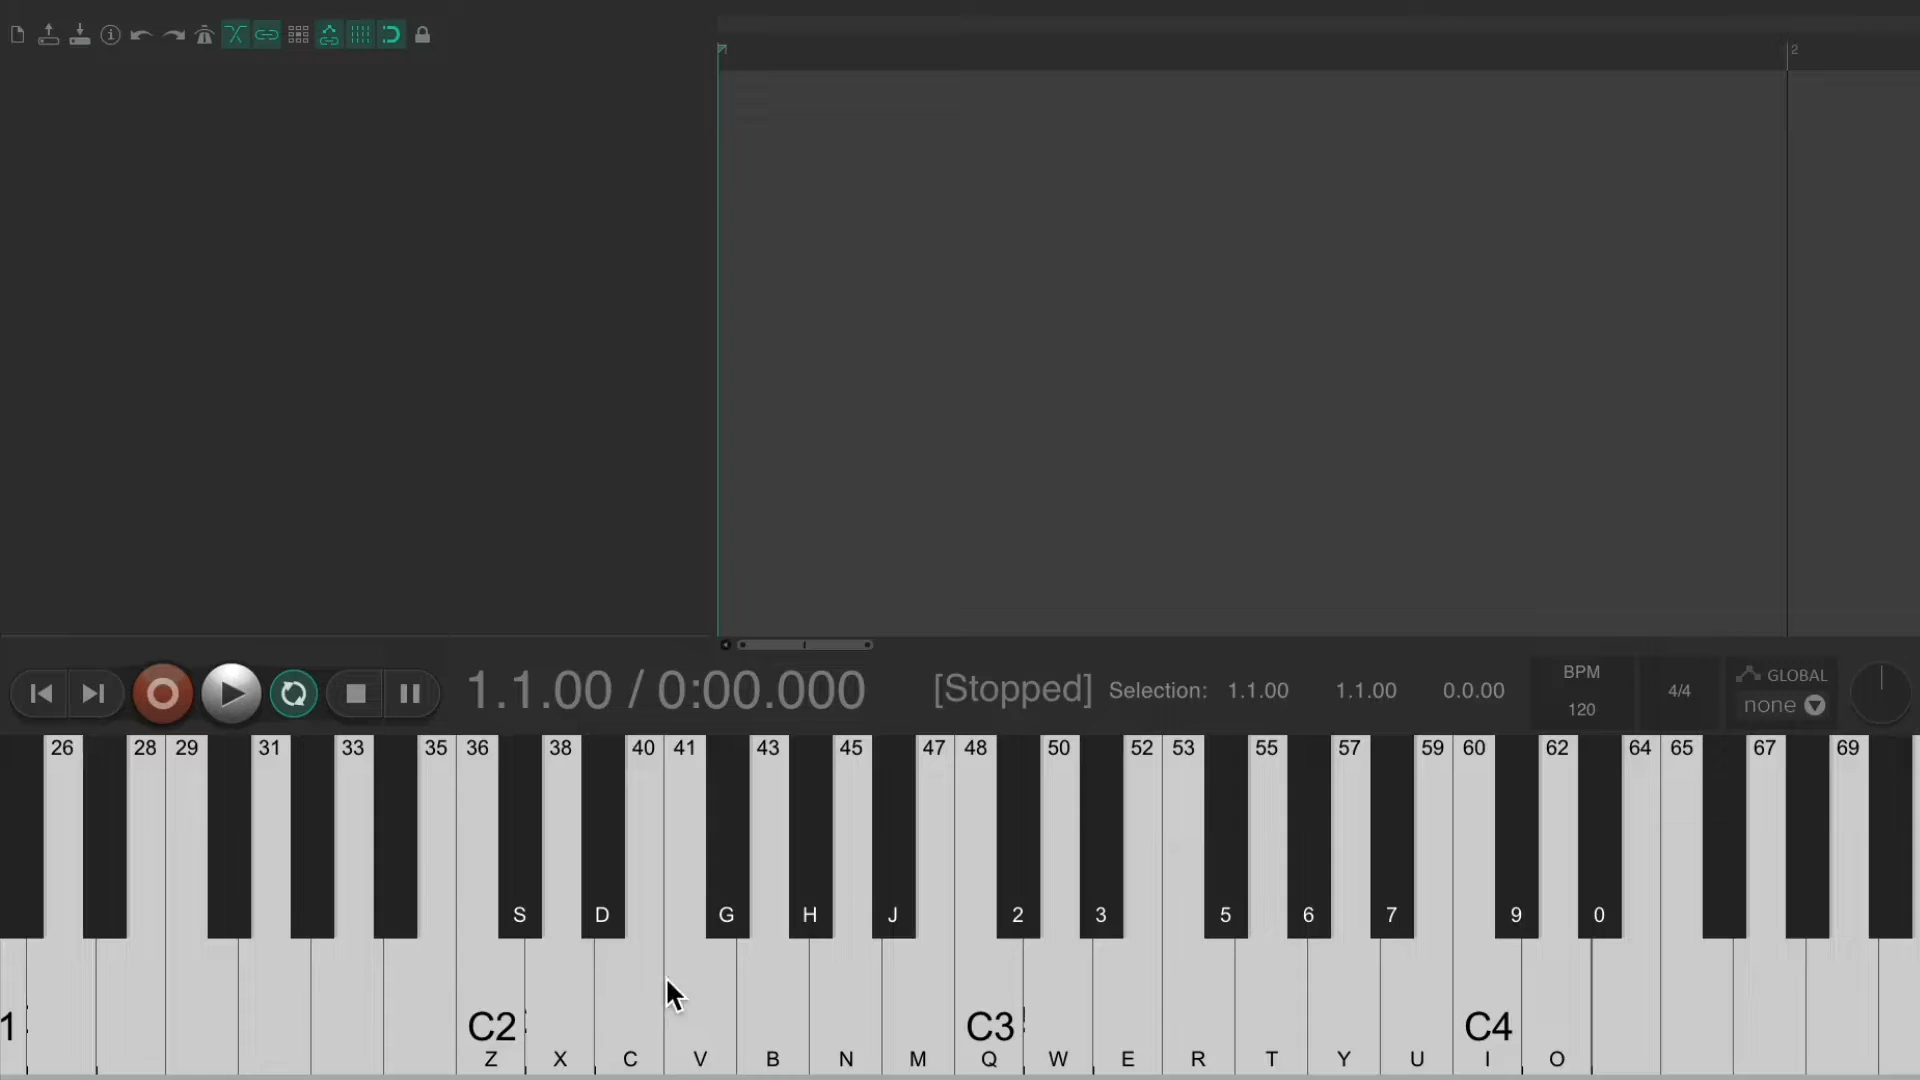 2
1.1.00 / 0:00.000
[Stopped]
Selection: 1.1.00 1.1.00 0.0.00
BPM
120
4/4
GLOBAL
none
26 28 29 31 33 35 36 38 40 41 43 45 47 48 50 52 53 55 57 59 60 62 64 65 67 69
S D G H J 2 3 5 6 7 9 0
1 C2 C3 C4
Z X C V B N M Q W E R T Y U I O